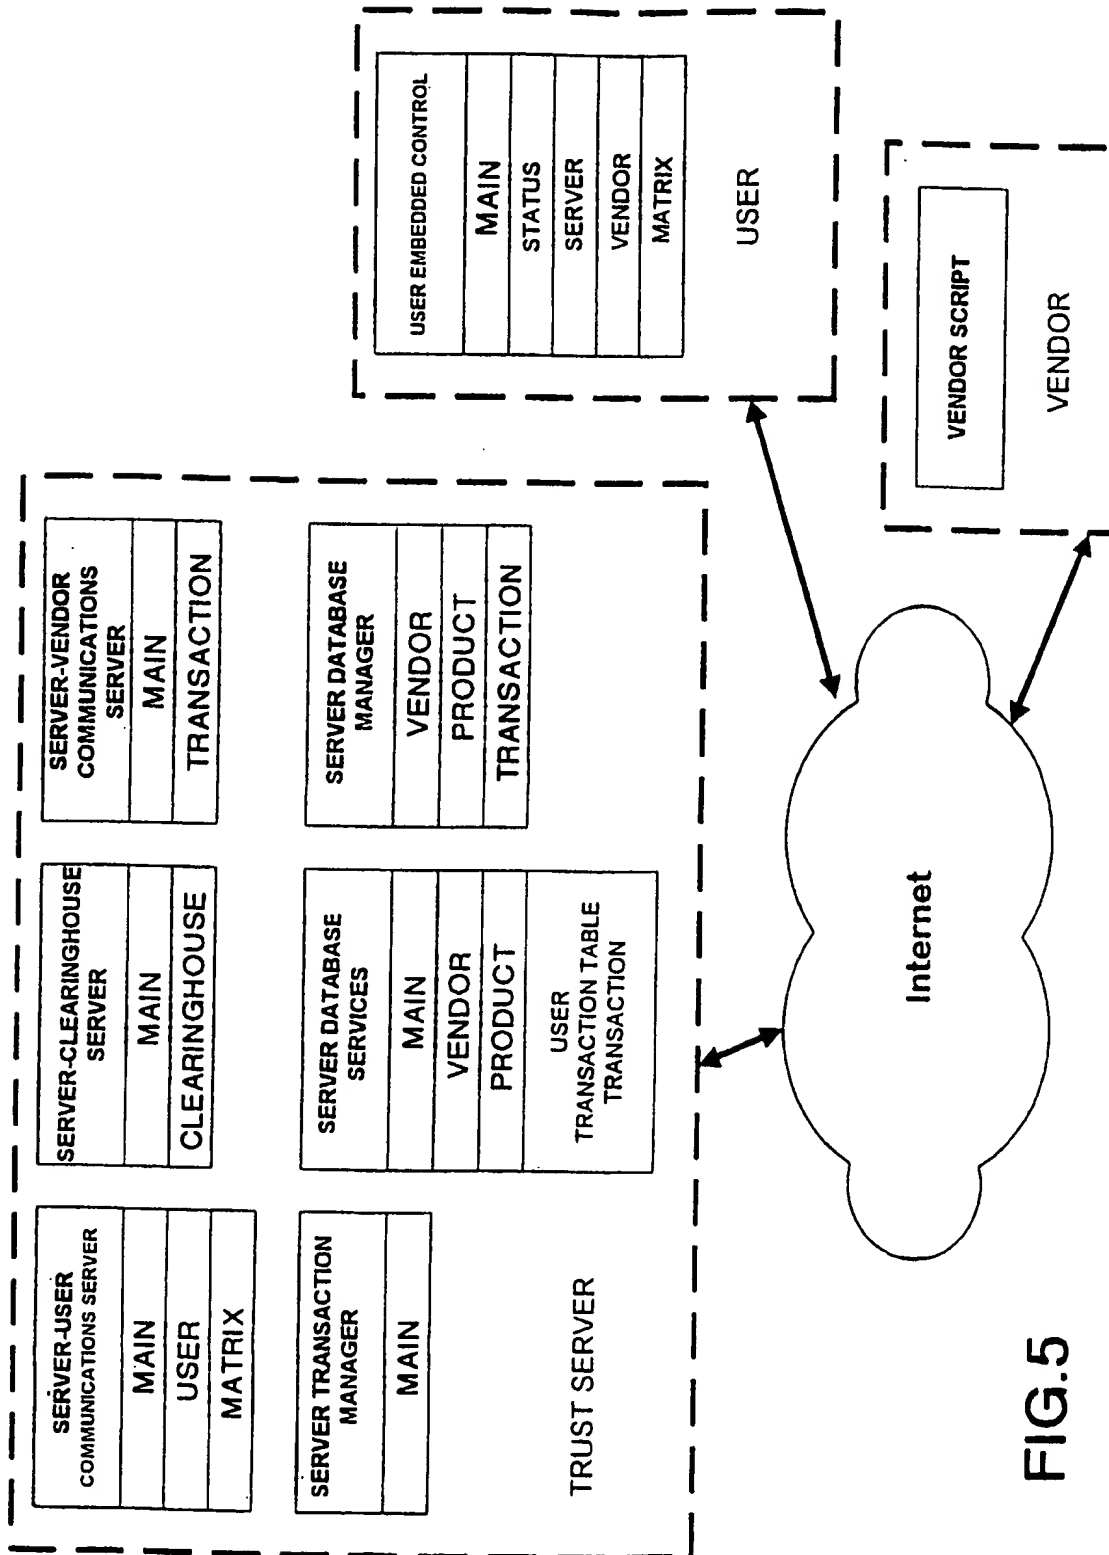 SERVER-USER
COMMUNICATIONS SERVER
MAIN
USER
MATRIX
SERVER-CLEARINGHOUSE
SERVER
MAIN
CLEARINGHOUSE
SERVER-VENDOR
COMMUNICATIONS
SERVER
MAIN
TRANSACTION
SERVER TRANSACTION
MANAGER
MAIN
SERVER DATABASE
SERVICES
MAIN
VENDOR
PRODUCT
USER
TRANSACTION TABLE
TRANSACTION
SERVER DATABASE
MANAGER
VENDOR
PRODUCT
TRANSACTION
TRUST SERVER
USER EMBEDDED CONTROL
MAIN
STATUS
SERVER
VENDOR
MATRIX
USER
Internet
VENDOR SCRIPT
VENDOR
FIG.5